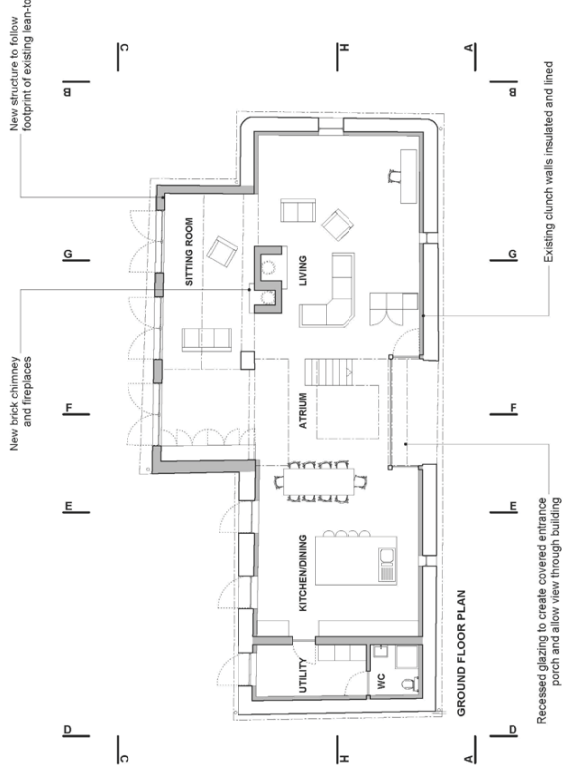 New brick chimney
and fireplaces
New structure to follow
footprint of existing lean-to
D
E
F
G
B
C
C
SITTING ROOM
UTILITY
KITCHEN/DINING
ATRIUM
LIVING
H
H
WC
GROUND FLOOR PLAN
A
A
D
E
F
G
B
Recessed glazing to create covered entrance
porch and allow view through building
Existing clunch walls insulated and lined